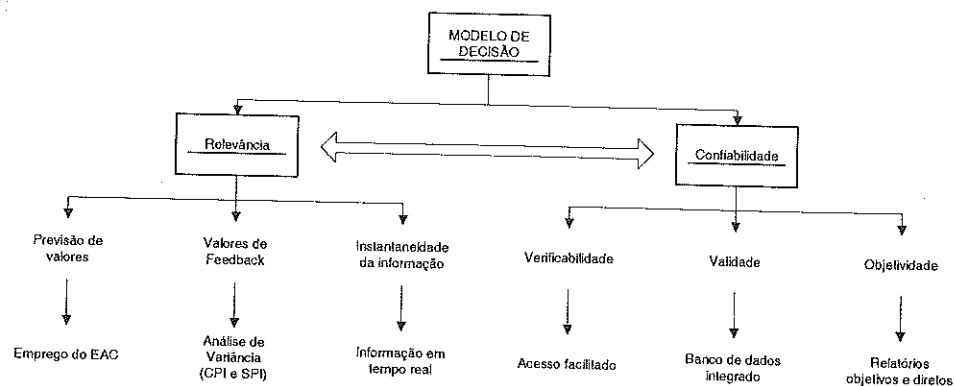 MODELO DE
DECISÃO
Relevância
Confiabilidade
Previsão de
valores
Valores de
Feedback
Instantaneidade
da informação
Verificabilidade
Validade
Objetividade
Emprego do EAC
Análise de
Variância
(CPI e SPI)
Informação em
tempo real
Acesso facilitado
Banco de dados
integrado
Relatórios
objetivos e diretos